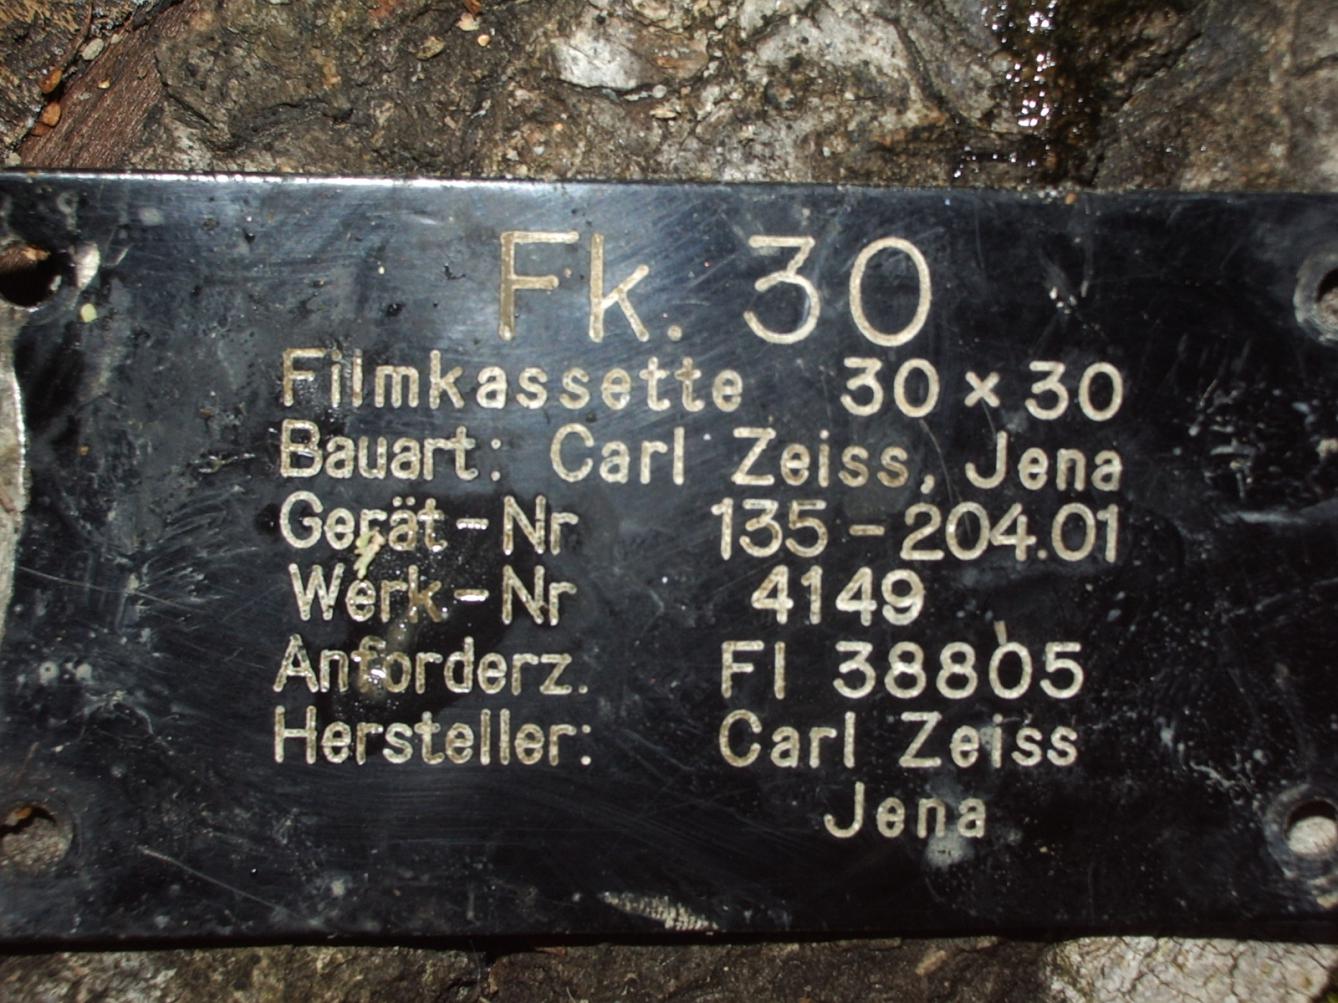 Fk. 30
Filmkassette 30 x 30
Bauart: Carl Zeiss, Jena
Gerät-Nr 135-204.01
Werk-Nr 4149
Anforderz. Fl 38805
Hersteller: Carl Zeiss
Jena